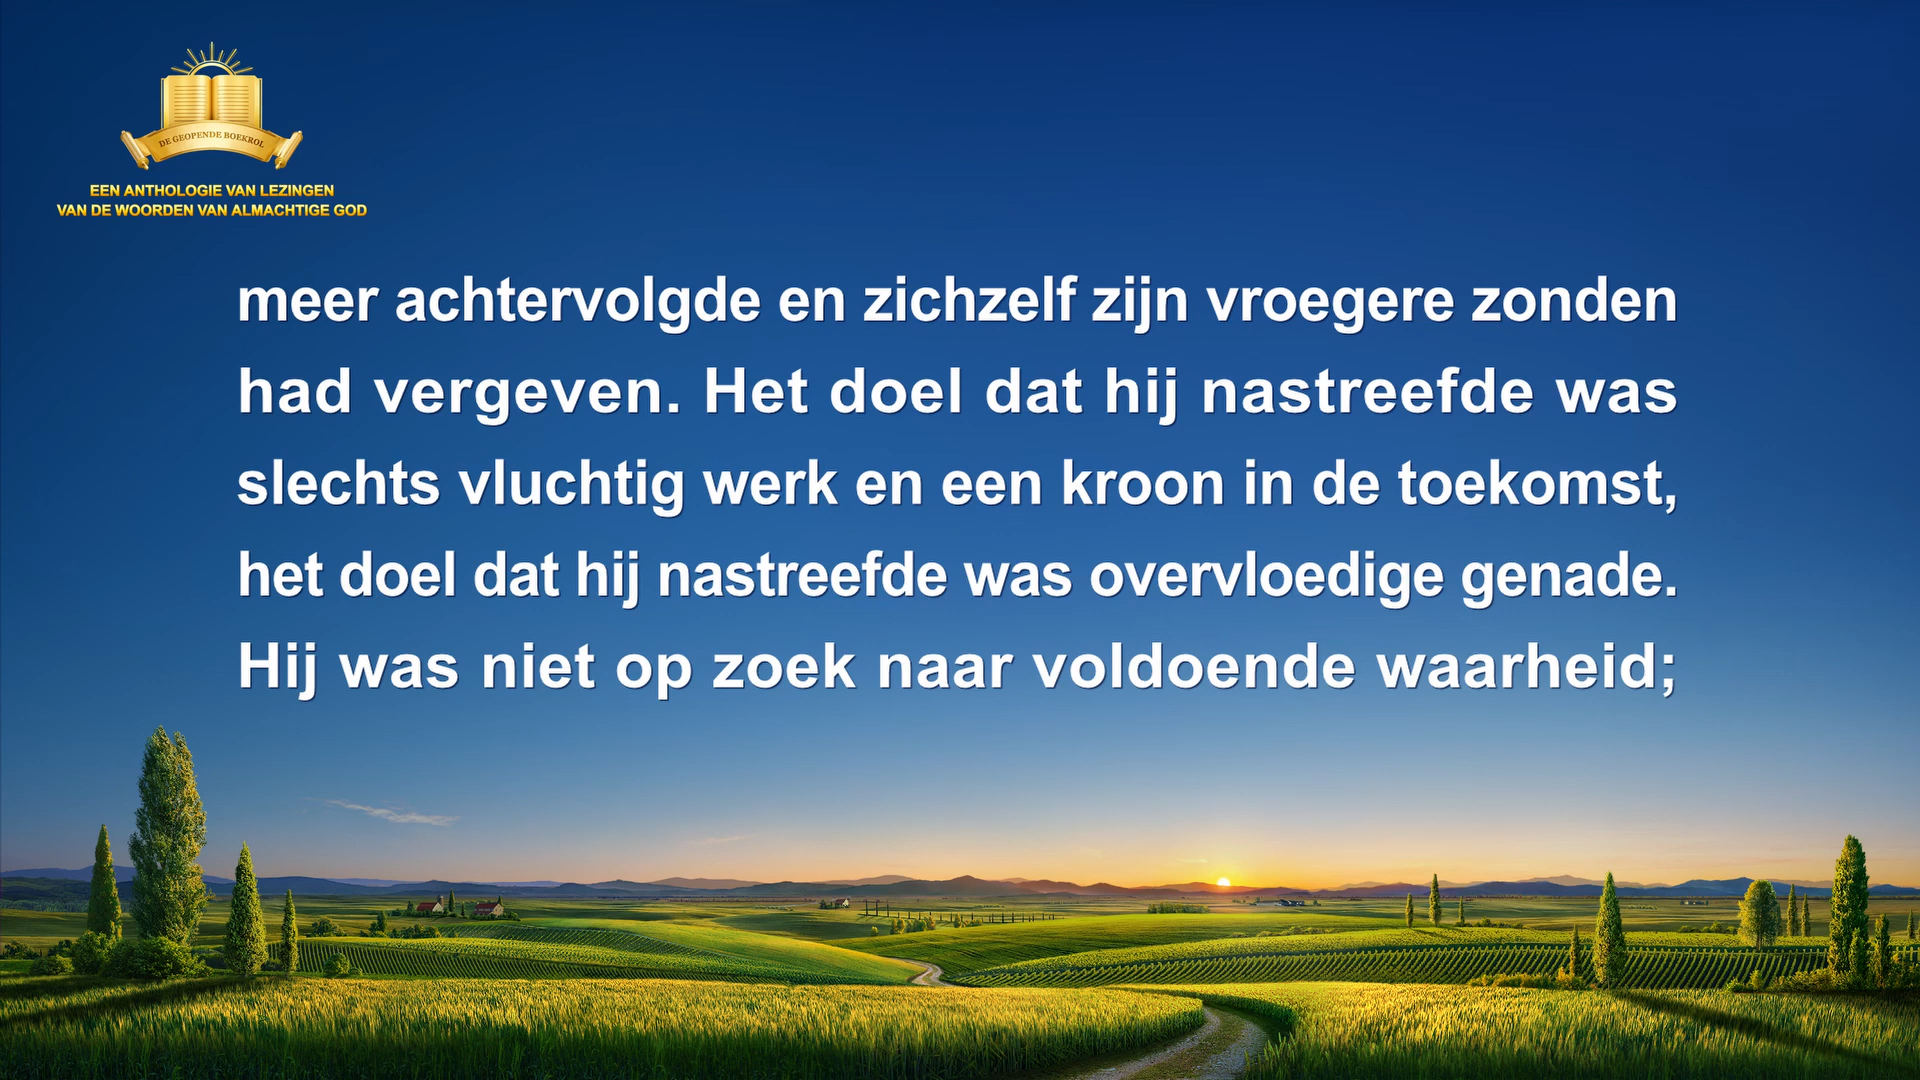 DE GEOPENDE BOEKROL
EEN ANTHOLOGIE VAN LEZINGEN
VAN DE WOORDEN VAN ALMACHTIGE GOD
meer achtervolgde en zichzelf zijn vroegere zonden
had vergeven. Het doel dat hij nastreefde was
slechts vluchtig werk en een kroon in de toekomst,
het doel dat hij nastreefde was overvloedige genade.
Hij was niet op zoek naar voldoende waarheid;